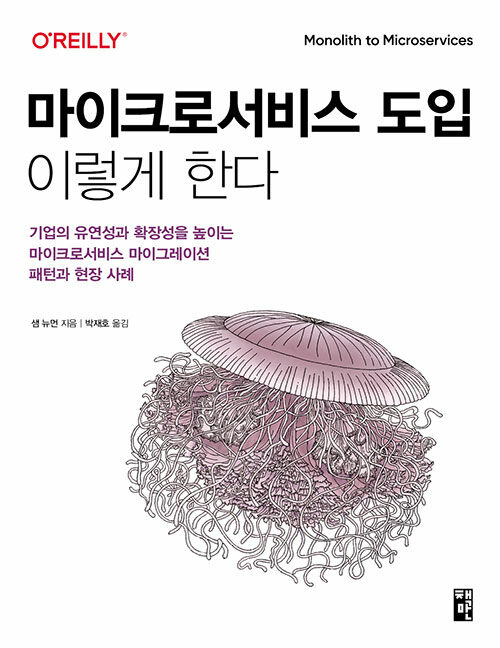 O'REILLY®
Monolith to Microservices
마이크로서비스 도입
이렇게 한다
기업의 유연성과 확장성을 높이는
마이크로서비스 마이그레이션
패턴과 현장 사례
샘 뉴먼 지음 | 박재호 옮김
책만